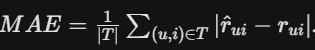 MAE = \frac{1}{|T|} \sum_{(u,i) \in T} |\hat{r}_{ui} - r_{ui}|.